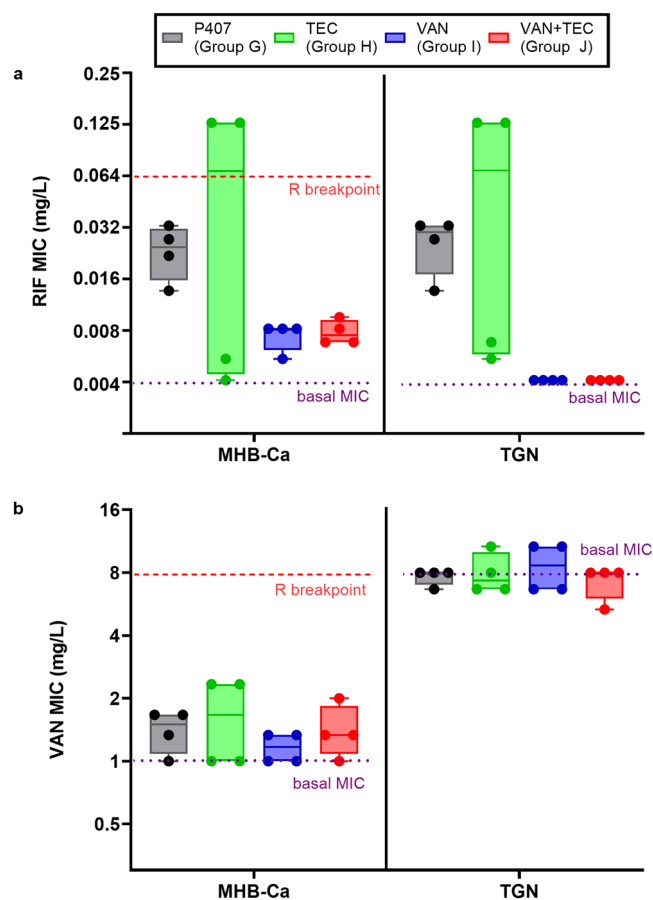 P407
(Group G)
TEC
(Group H)
VAN
(Group I)
VAN+TEC
(Group J)
a
RIF MIC (mg/L)
0.25
0.125
0.064
0.032
0.016
0.008
0.004
R breakpoint
basal MIC
basal MIC
MHB-Ca
TGN
b
VAN MIC (mg/L)
16
8
4
2
1
0.5
R breakpoint
basal MIC
basal MIC
MHB-Ca
TGN